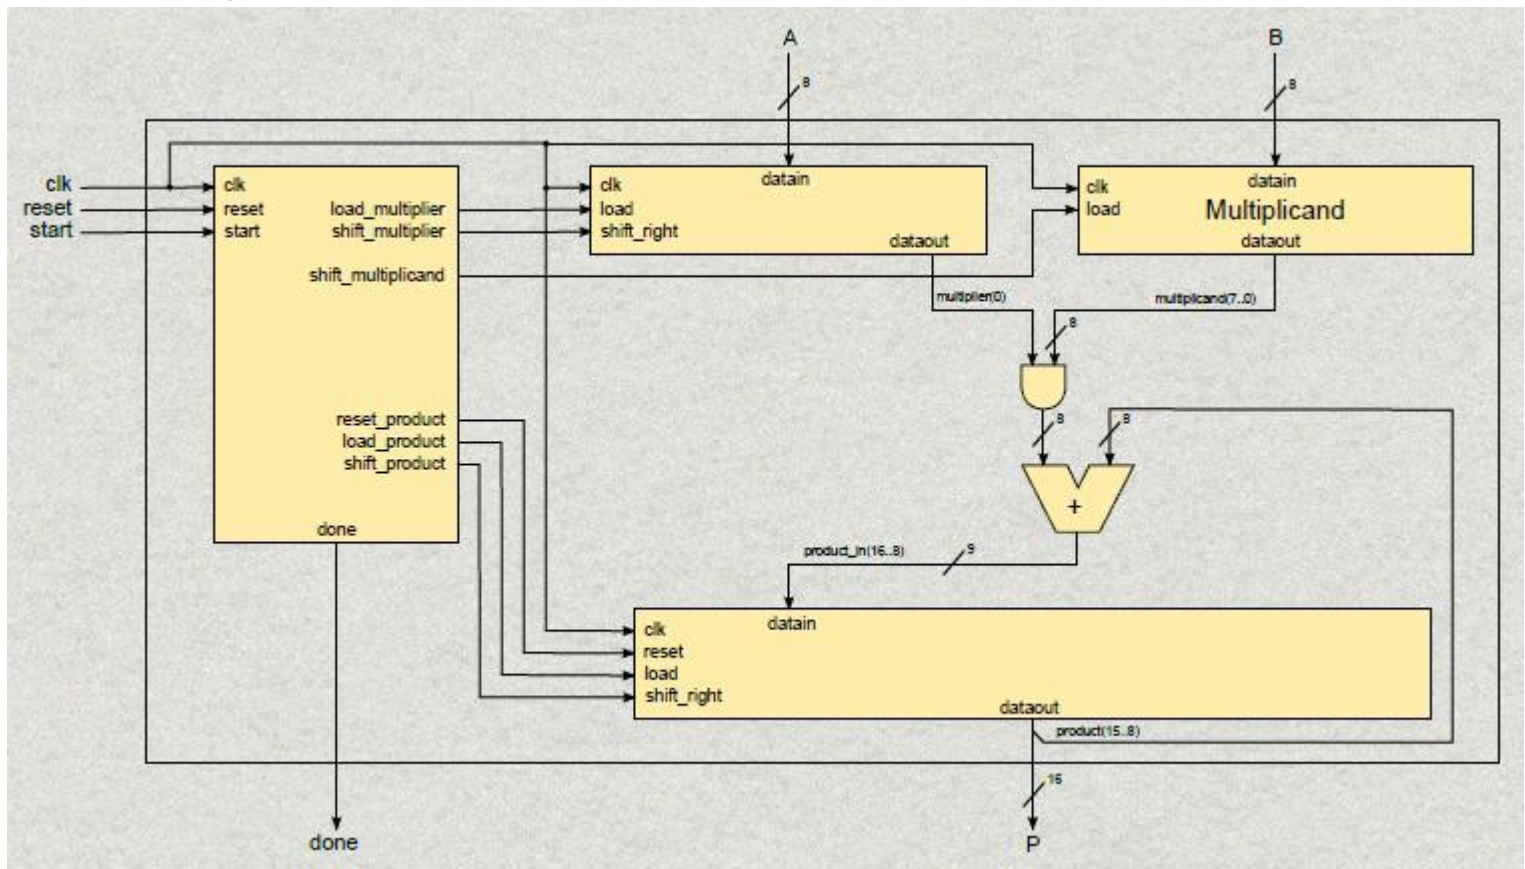 A
B
8
8
clk
reset
start
clk
reset
start
load_multiplier
shift_multiplier
shift_multiplicand
reset_product
load_product
shift_product
done
datain
clk
load
shift_right
dataout
datain
clk
load
Multiplicand
dataout
multiplier(0)
multiplicand(7..0)
8
8
8
+
product_in(16..8)
9
datain
clk
reset
load
shift_right
dataout
product(15..8)
16
done
P